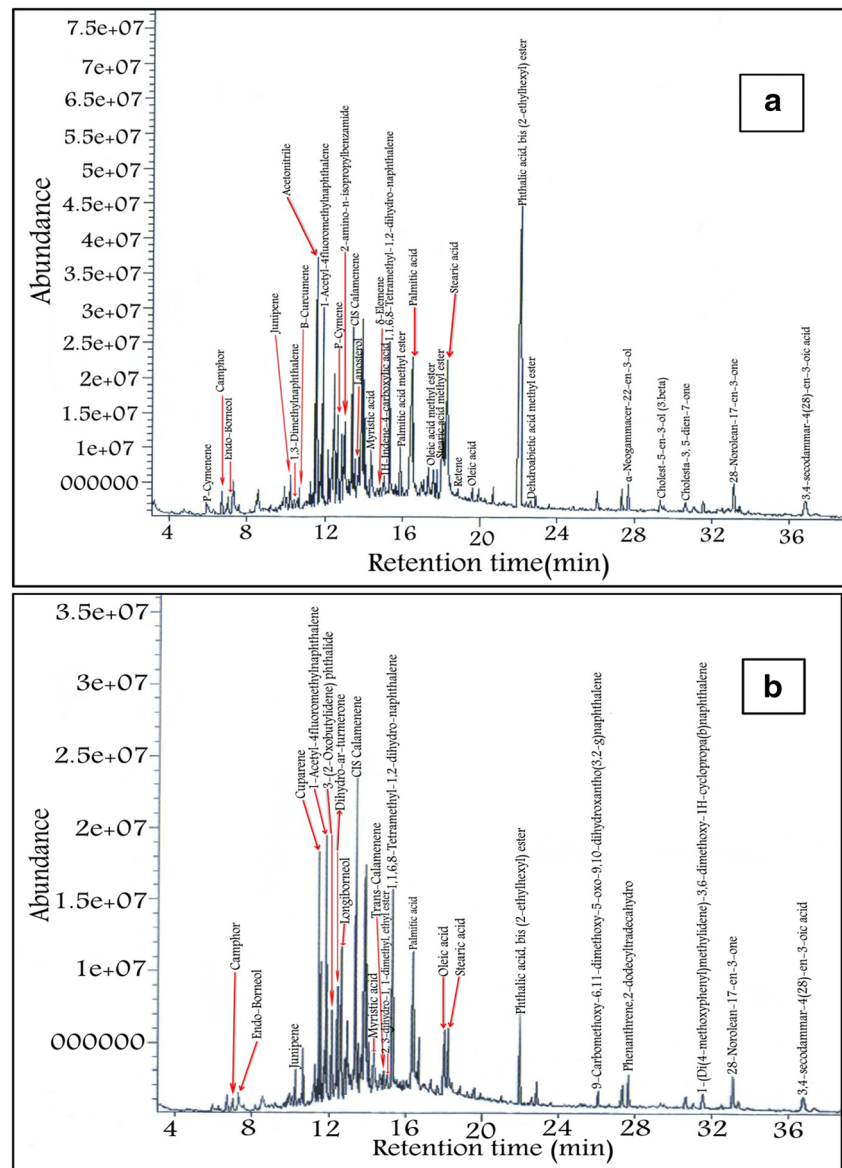 a
Abundance
7.5e+07
7e+07
6.5e+07
5.5e+07
5e+07
4.5e+07
4e+07
3.5e+07
3e+07
2.5e+07
2e+07
1.5e+07
1e+07
000000
P-Cymenene
Camphor
Endo-Borneol
Junipene
1,3-Dimethylnaphthalene
B-Curcumene
Acetonitrile
1-Acetyl-4fluoromethylnaphthalene
P-Cymene
2-amino-n-isopropylbenzamide
CIS Calamenene
Lanosterol
Myristic acid
1H-Indene-4-carboxylic acid
δ-Elemene
1,1,6,8-Tetramethyl-1,2-dihydro-naphthalene
Palmitic acid methyl ester
Palmitic acid
Oleic acid methyl ester
Stearic acid methyl ester
Stearic acid
Retene
Oleic acid
Phthalic acid, bis (2-ethylhexyl) ester
Dehdroabietic acid methyl ester
α-Neogammacer-22-en-3-ol
Cholest-5-en-3-ol (3.beta)
Cholesta-3, 5-dien-7-one
28-Norolean-17-en-3-one
3,4-secodammar-4(28)-en-3-oic acid
4 8 12 16 20 24 28 32 36
Retention time(min)
b
Abundance
3.5e+07
3e+07
2.5e+07
2e+07
1.5e+07
1e+07
000000
Camphor
Endo-Borneol
Junipene
Cuparene
1-Acetyl-4fluoromethylnaphthalene
3-(2-Oxobutylidene) phthalide
Dihydro-ar-turmerone
Longiborneol
CIS Calamenene
Myristic acid
Trans-Calamenene
2, 3-dihydro-1, 1-dimethyl, ethyl ester
1,1,6,8-Tetramethyl-1,2-dihydro-naphthalene
Palmitic acid
Oleic acid
Stearic acid
Phthalic acid, bis (2-ethylhexyl) ester
9-Carbomethoxy-6,11-dimethoxy-5-oxo-9,10-dihydroxantho(3.2-g)naphthalene
Phenanthrene,2-dodecyltradecahydro
1-(Di(4-methoxyphenyl)methylidene)-3,6-dimethoxy-1H-cyclopropa(b)naphthalene
28-Norolean-17-en-3-one
3,4-secodammar-4(28)-en-3-oic acid
4 8 12 16 20 24 28 32 36
Retention time (min)